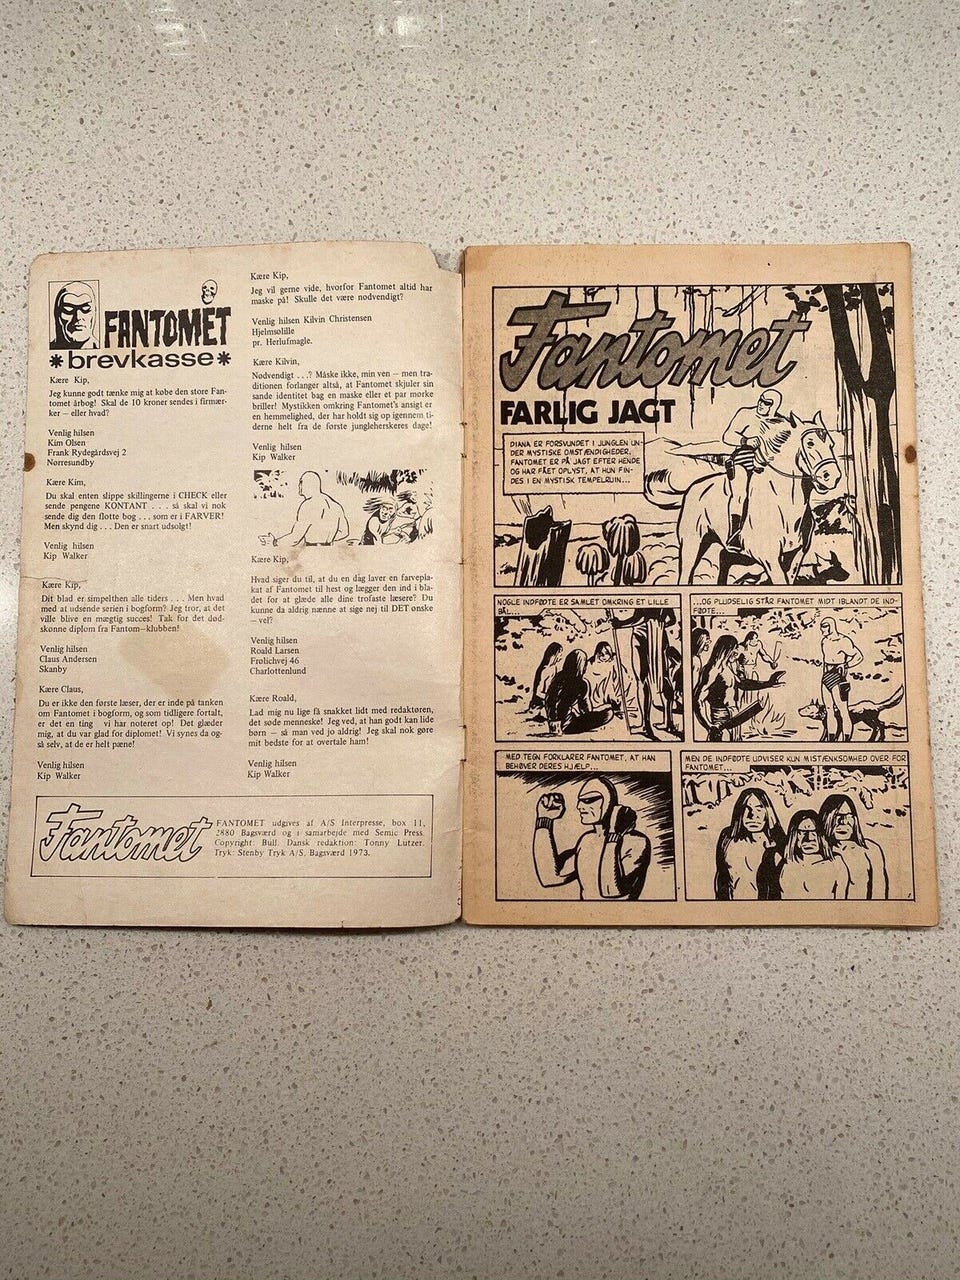 FANTOMET
*brevkasse*
Kære Kip,
Jeg kunne godt tænke mig at købe den store Fan-
tomet årbog! Skal de 10 kroner sendes i firmær-
ker – eller hvad?
Venlig hilsen
Kim Olsen
Frank Rydegårdsvej 2
Nørresundby
Kære Kim,
Du skal enten slippe skillingerne i CHECK eller
sende pengene KONTANT . . . så skal vi nok
sende dig den flotte bog . . . som er i FARVER!
Men skynd dig . . . Den er snart udsolgt!
Venlig hilsen
Kip Walker
Kære Kip,
Dit blad er simpelthen alle tiders . . . Men hvad
med at udsende serien i bogform? Jeg tror, at det
ville blive en mægtig succes! Tak for det død-
skønne diplom fra Fantom–klubben!
Venlig hilsen
Claus Andersen
Skanby
Kære Claus,
Du er ikke den første læser, der er inde på tanken
om Fantomet i bogform, og som tidligere fortalt,
er det en ting vi har noteret op! Det glæder
mig, at du var glad for diplomet! Vi synes da og-
så selv, at de er helt pæne!
Venlig hilsen
Kip Walker
Kære Kip,
Jeg vil gerne vide, hvorfor Fantomet altid har
maske på! Skulle det være nødvendigt?
Venlig hilsen Kilvin Christensen
Hjelmsølille
pr. Herlufmagle.
Kære Kilvin,
Nødvendigt . . .? Måske ikke, min ven – men tra-
ditionen forlanger altså, at Fantomet skjuler sin
sande identitet bag en maske eller et par mørke
briller! Mystikken omkring Fantomet's ansigt er
en hemmelighed, der har holdt sig op igennem ti-
derne helt fra de første jungleherskeres dage!
Venlig hilsen
Kip Walker
Kære Kip,
Hvad siger du til, at du en dag laver en farvepla-
kat af Fantomet til hest og lægger den ind i bla-
det for at glæde alle dine trofaste læsere? Du
kunne da aldrig nænne at sige nej til DET ønske
– vel?
Venlig hilsen
Roald Larsen
Frølichvej 46
Charlottenlund
Kære Roald,
Lad mig nu lige få snakket lidt med redaktøren,
det søde menneske! Jeg ved, at han godt kan lide
børn – så man ved jo aldrig! Jeg skal nok gøre
mit bedste for at overtale ham!
Venlig hilsen
Kip Walker
Fantomet
FANTOMET udgives af A/S Interpresse, box 11,
2880 Bagsværd og i samarbejde med Semic Press.
Copyright: Bull. Dansk redaktion: Tonny Lutzer.
Tryk: Stenby Tryk A/S, Bagsværd 1973.
Fantomet
FARLIG JAGT
DIANA ER FORSVUNDET I JUNGLEN UN-
DER MYSTISKE OMSTÆNDIGHEDER.
FANTOMET ER PÅ JAGT EFTER HENDE
OG HAR FÅET OPLYST, AT HUN FIN-
DES I EN MYSTISK TEMPELRUIN...
NOGLE INDFØDTE ER SAMLET OMKRING ET LILLE
BÅL...
...OG PLUDSELIG STÅR FANTOMET MIDT IBLANDT DE IND-
FØDTE...
MED TEGN FORKLARER FANTOMET, AT HAN
BEHØVER DERES HJÆLP...
MEN DE INDFØDTE UDVISER KUN MISTÆNKSOMHED OVER FOR
FANTOMET...